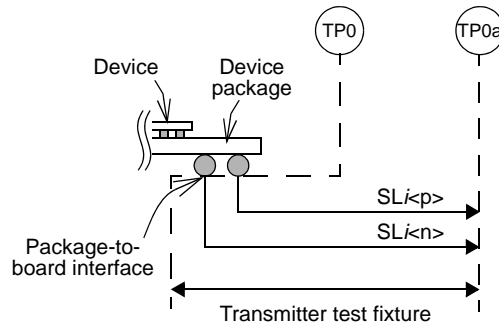 TP0
TP0a
Device
Device
package
SLi<p>
SLi<n>
Package-to-
board interface
Transmitter test fixture